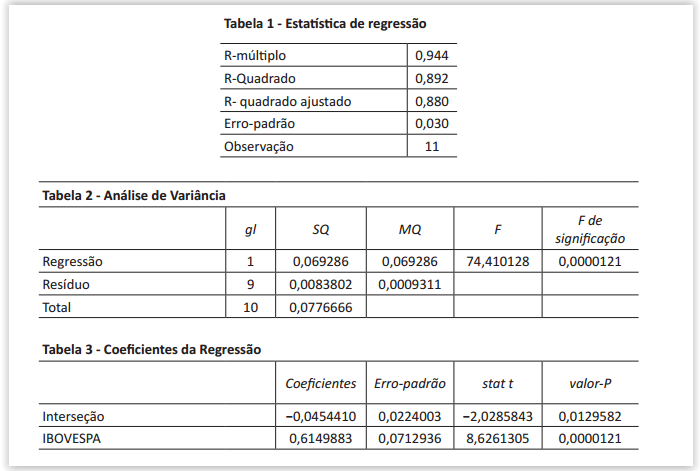 Tabela 1 - Estatística de regressão
R-múltiplo 0,944
R-Quadrado 0,892
R- quadrado ajustado 0,880
Erro-padrão 0,030
Observação 11
Tabela 2 - Análise de Variância
gl SQ MQ F F de significação
Regressão 1 0,069286 0,069286 74,410128 0,0000121
Resíduo 9 0,0083802 0,0009311
Total 10 0,0776666
Tabela 3 - Coeficientes da Regressão
Coeficientes Erro-padrão stat t valor-P
Interseção −0,0454410 0,0224003 −2,0285843 0,0129582
IBOVESPA 0,6149883 0,0712936 8,6261305 0,0000121